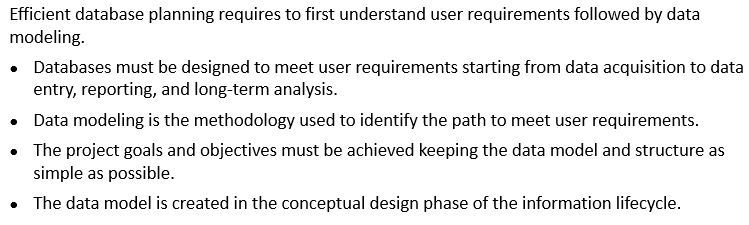 Efficient database planning requires to first understand user requirements followed by data
modeling.
• Databases must be designed to meet user requirements starting from data acquisition to data
entry, reporting, and long-term analysis.
• Data modeling is the methodology used to identify the path to meet user requirements.
• The project goals and objectives must be achieved keeping the data model and structure as
simple as possible.
• The data model is created in the conceptual design phase of the information lifecycle.